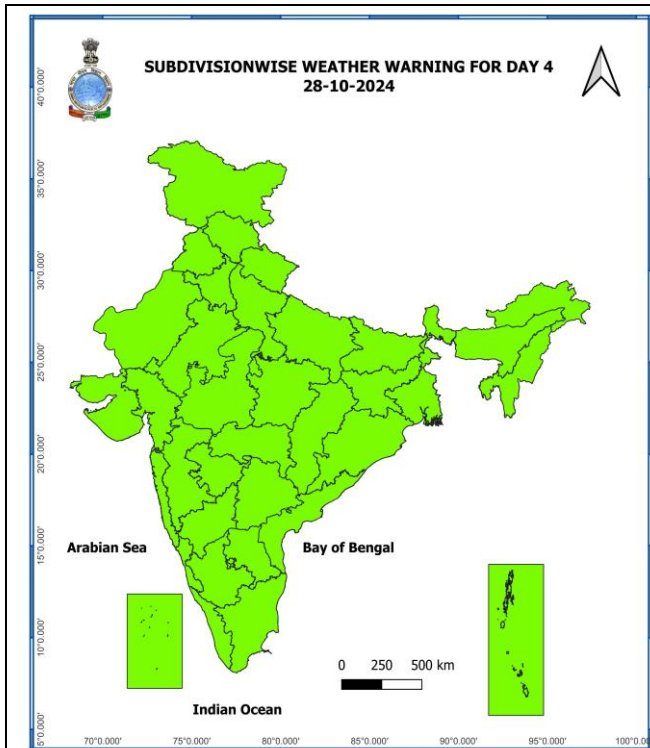 SUBDIVISIONWISE WEATHER WARNING FOR DAY 4
28-10-2024
40°0.000'
35°0.000'
30°0.000'
25°0.000'
20°0.000'
15°0.000'
10°0.000'
5°0.000'
Arabian Sea
Bay of Bengal
0 250 500 km
Indian Ocean
70°0.000' 75°0.000' 80°0.000' 85°0.000' 90°0.000' 95°0.000' 100°0.000'